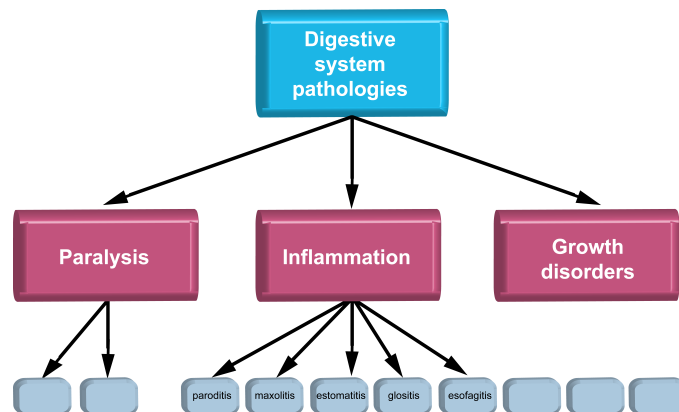 Digestive
system
pathologies
Paralysis
Inflammation
Growth
disorders
paroditis
maxolitis
estomatitis
glositis
esofagitis